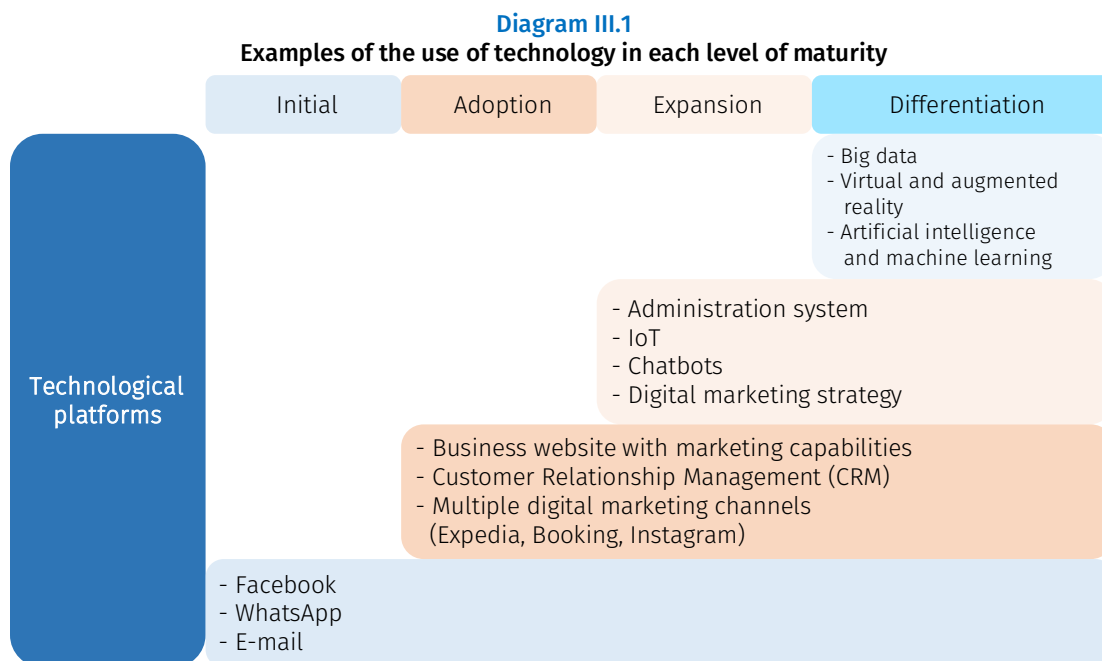 Diagram III.1
Examples of the use of technology in each level of maturity
Initial
Adoption
Expansion
Differentiation
- Big data
- Virtual and augmented
reality
- Artificial intelligence
and machine learning
- Administration system
- IoT
- Chatbots
- Digital marketing strategy
Technological
platforms
- Business website with marketing capabilities
- Customer Relationship Management (CRM)
- Multiple digital marketing channels
(Expedia, Booking, Instagram)
- Facebook
- WhatsApp
- E-mail